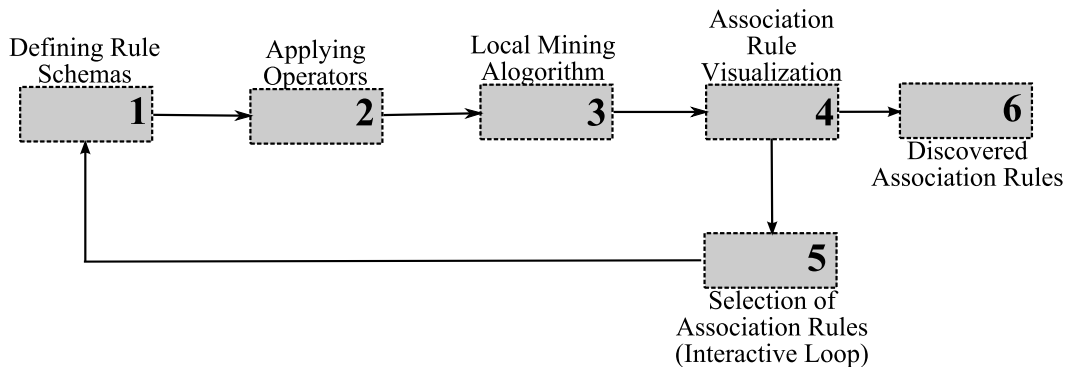 Defining Rule
Schemas
1
Applying
Operators
2
Local Mining
Alogorithm
3
Association
Rule
Visualization
4
6
Discovered
Association Rules
5
Selection of
Association Rules
(Interactive Loop)